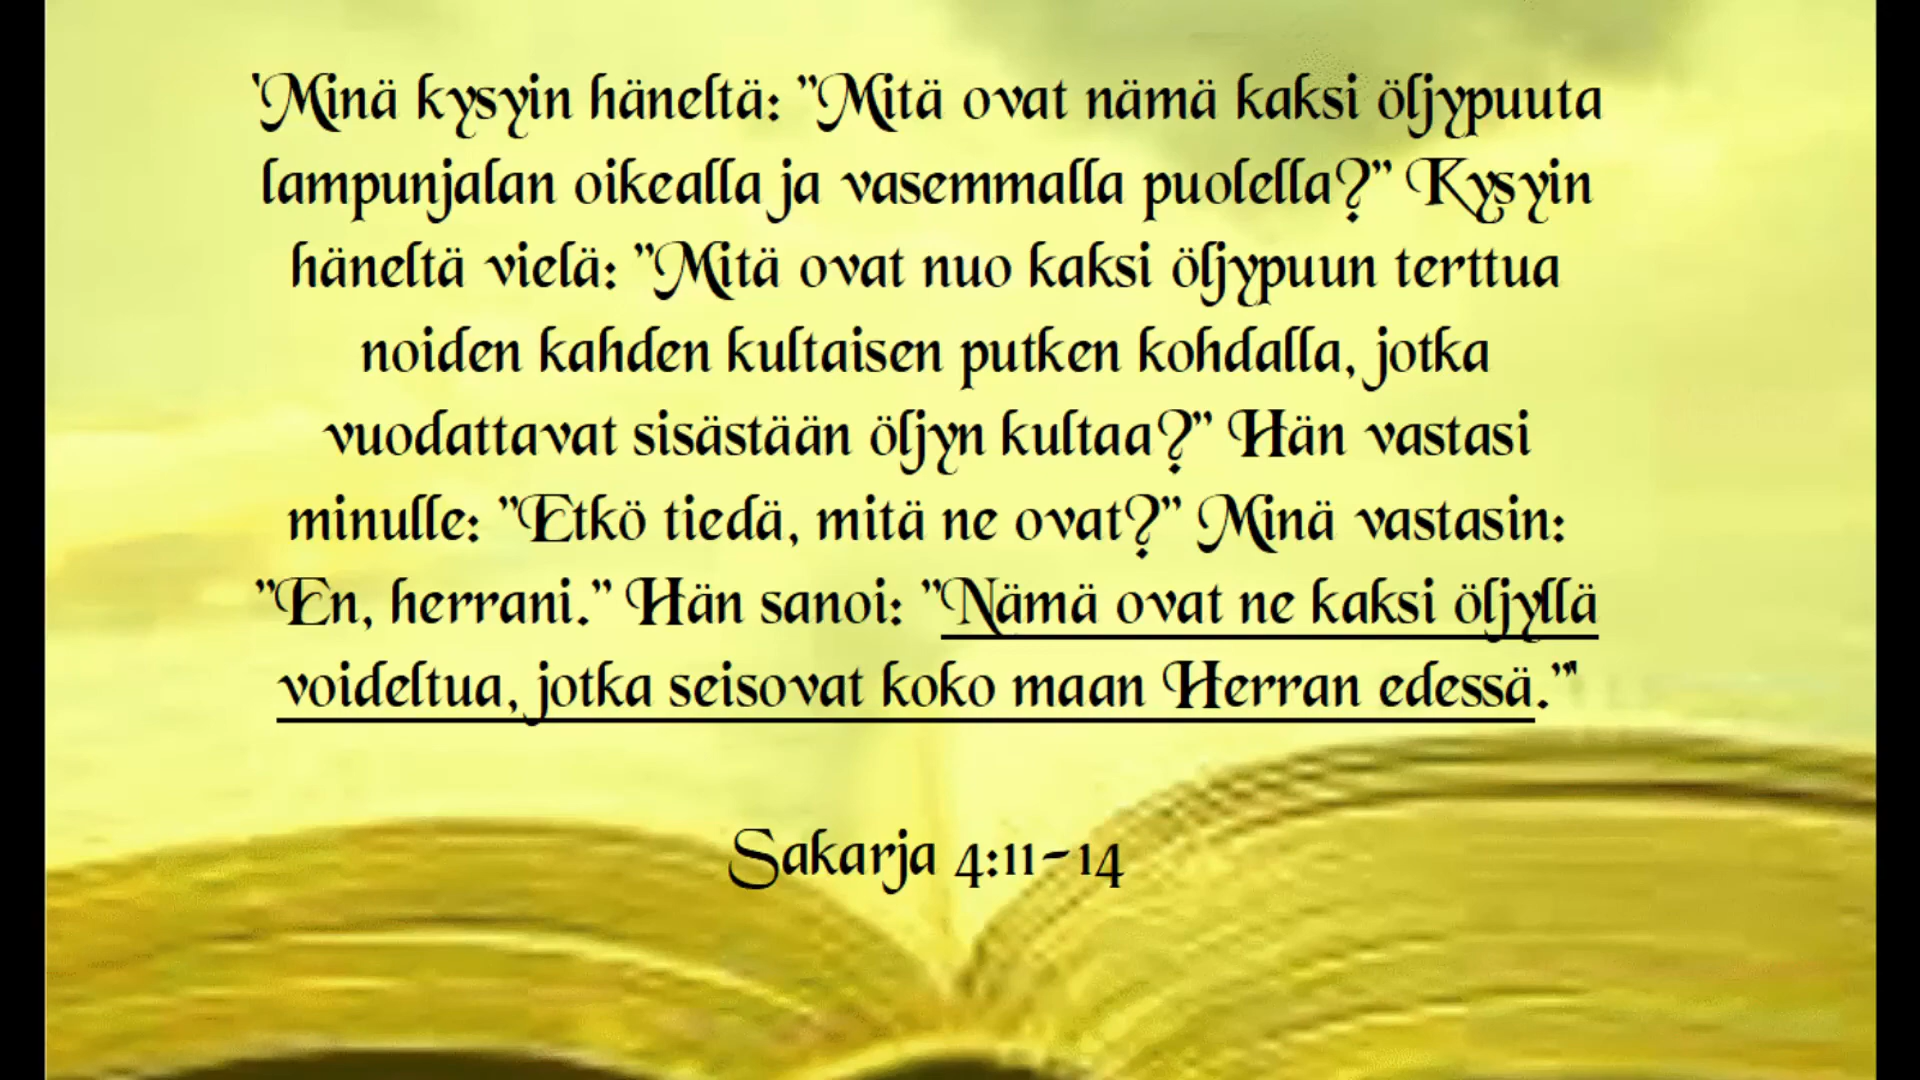 'Minä kysyin häneltä: ”Mitä ovat nämä kaksi öljypuuta
lampunjalan oikealla ja vasemmalla puolella?” Kysyin
häneltä vielä: ”Mitä ovat nuo kaksi öljypuun terttua
noiden kahden kultaisen putken kohdalla, jotka
vuodattavat sisästään öljyn kultaa?” Hän vastasi
minulle: ”Etkö tiedä, mitä ne ovat?” Minä vastasin:
”En, herrani.” Hän sanoi: ”Nämä ovat ne kaksi öljyllä
voideltua, jotka seisovat koko maan Herran edessä.”'
Sakarja 4:11-14